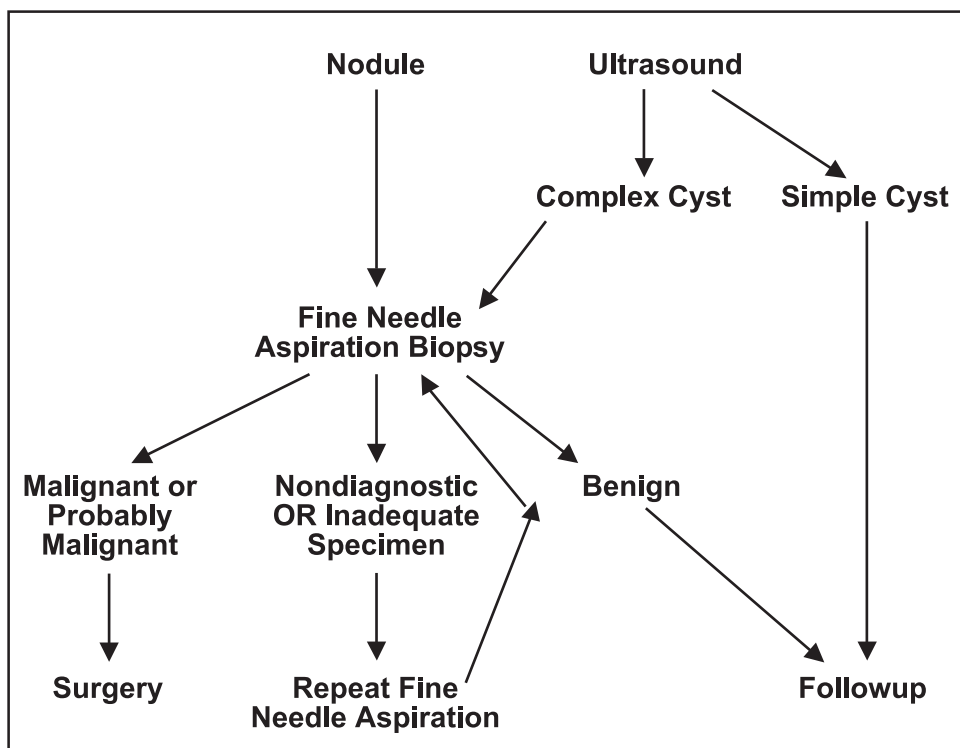 Nodule
Ultrasound
Complex Cyst
Simple Cyst
Fine Needle
Aspiration Biopsy
Malignant or
Probably
Malignant
Nondiagnostic
OR Inadequate
Specimen
Benign
Surgery
Repeat Fine
Needle Aspiration
Followup